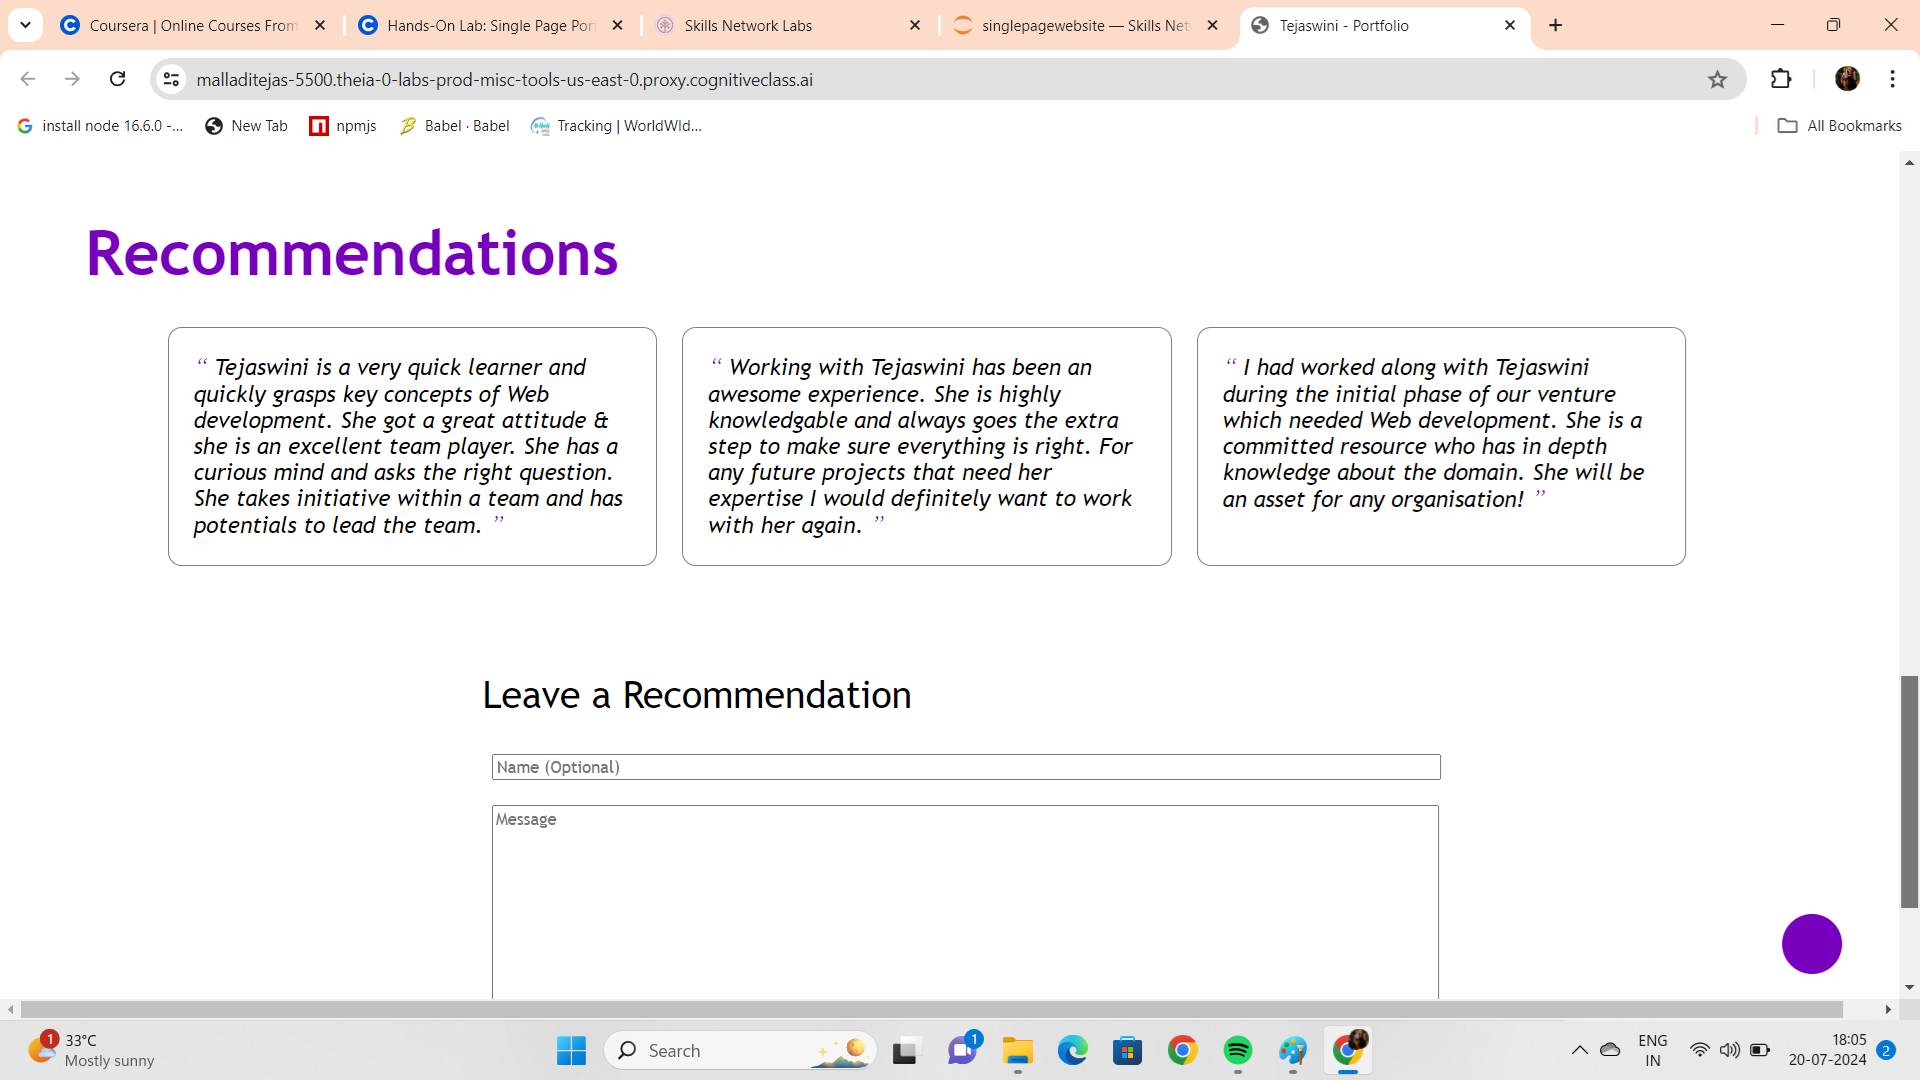 Coursera | Online Courses From
Hands-On Lab: Single Page Por
Skills Network Labs
singlepagewebsite — Skills Net
Tejaswini - Portfolio
malladitejas-5500.theia-0-labs-prod-misc-tools-us-east-0.proxy.cognitiveclass.ai
install node 16.6.0 -...
New Tab
npmjs
Babel · Babel
Tracking | WorldWId...
All Bookmarks
Recommendations
“ Tejaswini is a very quick learner and
quickly grasps key concepts of Web
development. She got a great attitude &
she is an excellent team player. She has a
curious mind and asks the right question.
She takes initiative within a team and has
potentials to lead the team. ”
“ Working with Tejaswini has been an
awesome experience. She is highly
knowledgable and always goes the extra
step to make sure everything is right. For
any future projects that need her
expertise I would definitely want to work
with her again. ”
“ I had worked along with Tejaswini
during the initial phase of our venture
which needed Web development. She is a
committed resource who has in depth
knowledge about the domain. She will be
an asset for any organisation! ”
Leave a Recommendation
Name (Optional)
Message
1
33°C
Mostly sunny
Search
1
ENG
IN
18:05
20-07-2024
2